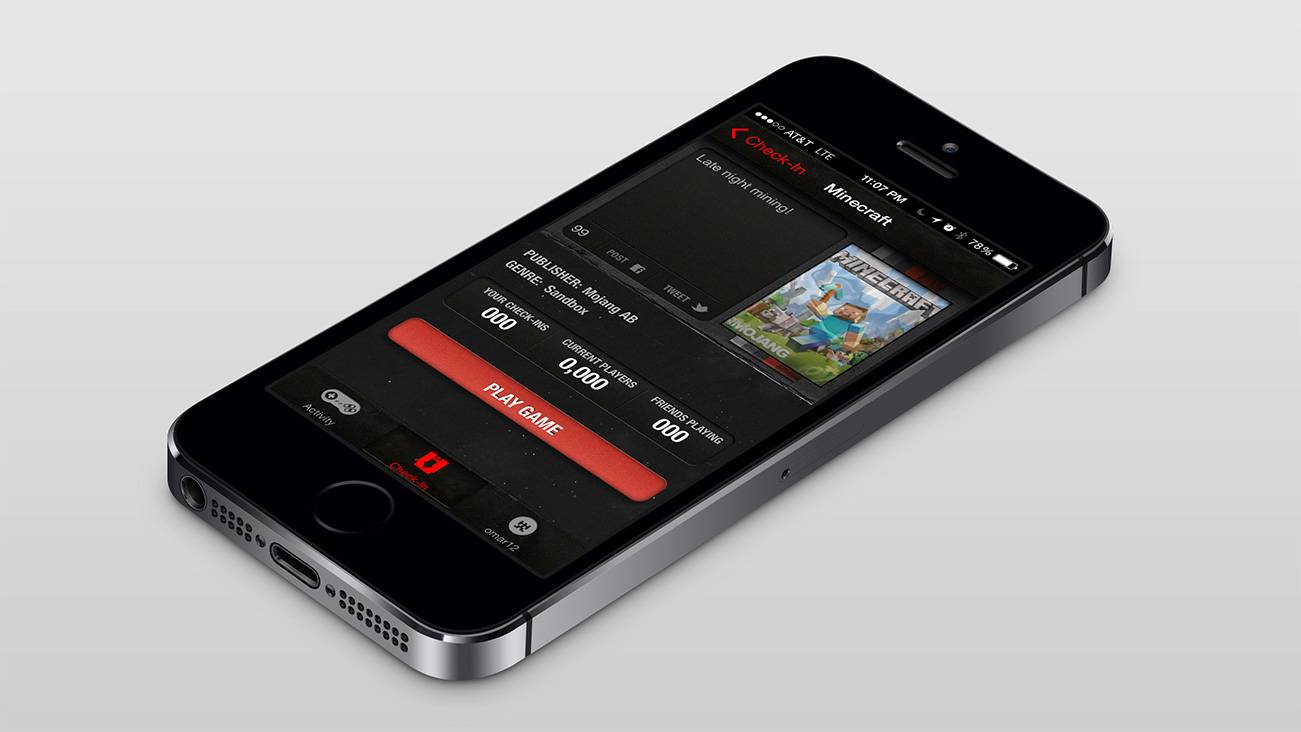 AT&T LTE 11:07 PM 78%
Check-In Minecraft
Late night mining!
99
POST
TWEET
MINECRAFT
MOJANG
PUBLISHER: Mojang AB
GENRE: Sandbox
YOUR CHECK-INS
000
CURRENT PLAYERS
0,000
FRIENDS PLAYING
000
PLAY GAME
Activity
Check-In
omar12